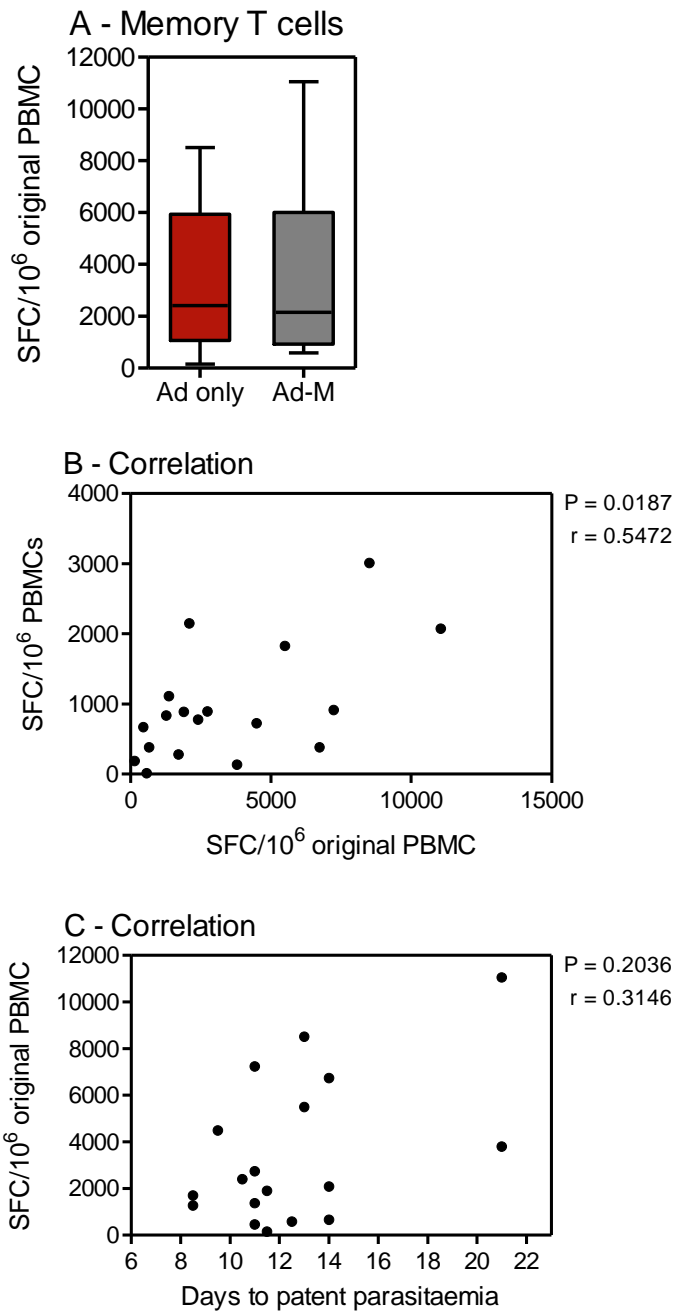 A - Memory T cells
SFC/10⁶ original PBMC
12000
10000
8000
6000
4000
2000
0
Ad only Ad-M
B - Correlation
SFC/10⁶ PBMCs
4000
3000
2000
1000
0
0 5000 10000 15000
SFC/10⁶ original PBMC
P = 0.0187
r = 0.5472
C - Correlation
SFC/10⁶ original PBMC
12000
10000
8000
6000
4000
2000
0
6 8 10 12 14 16 18 20 22
Days to patent parasitaemia
P = 0.2036
r = 0.3146